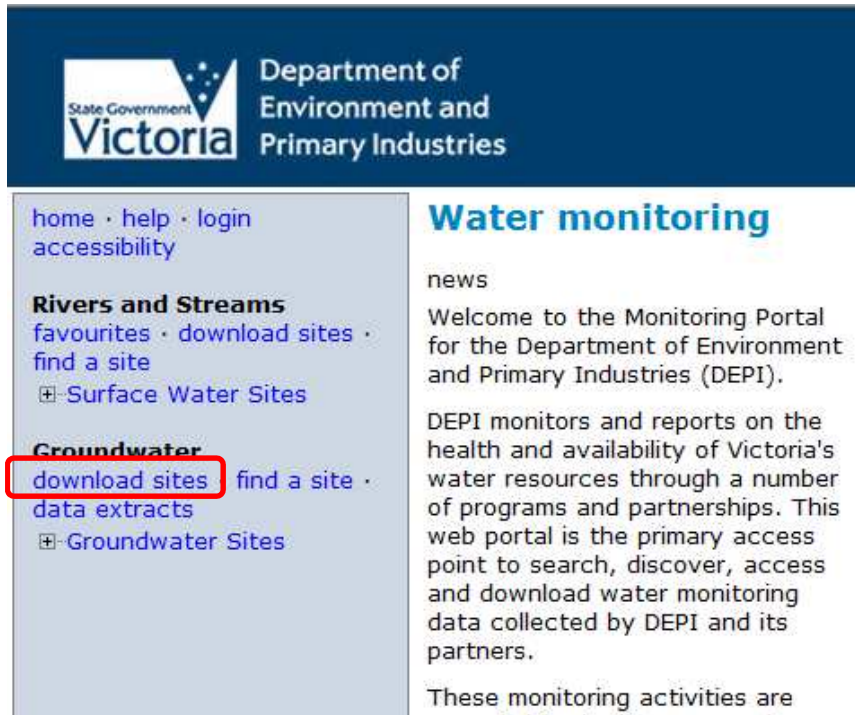 State Government
Victoria
Department of
Environment and
Primary Industries
home · help · login
accessibility
Rivers and Streams
favourites · download sites ·
find a site
Surface Water Sites
Groundwater
download sites · find a site ·
data extracts
Groundwater Sites
Water monitoring
news
Welcome to the Monitoring Portal
for the Department of Environment
and Primary Industries (DEPI).
DEPI monitors and reports on the
health and availability of Victoria's
water resources through a number
of programs and partnerships. This
web portal is the primary access
point to search, discover, access
and download water monitoring
data collected by DEPI and its
partners.
These monitoring activities are